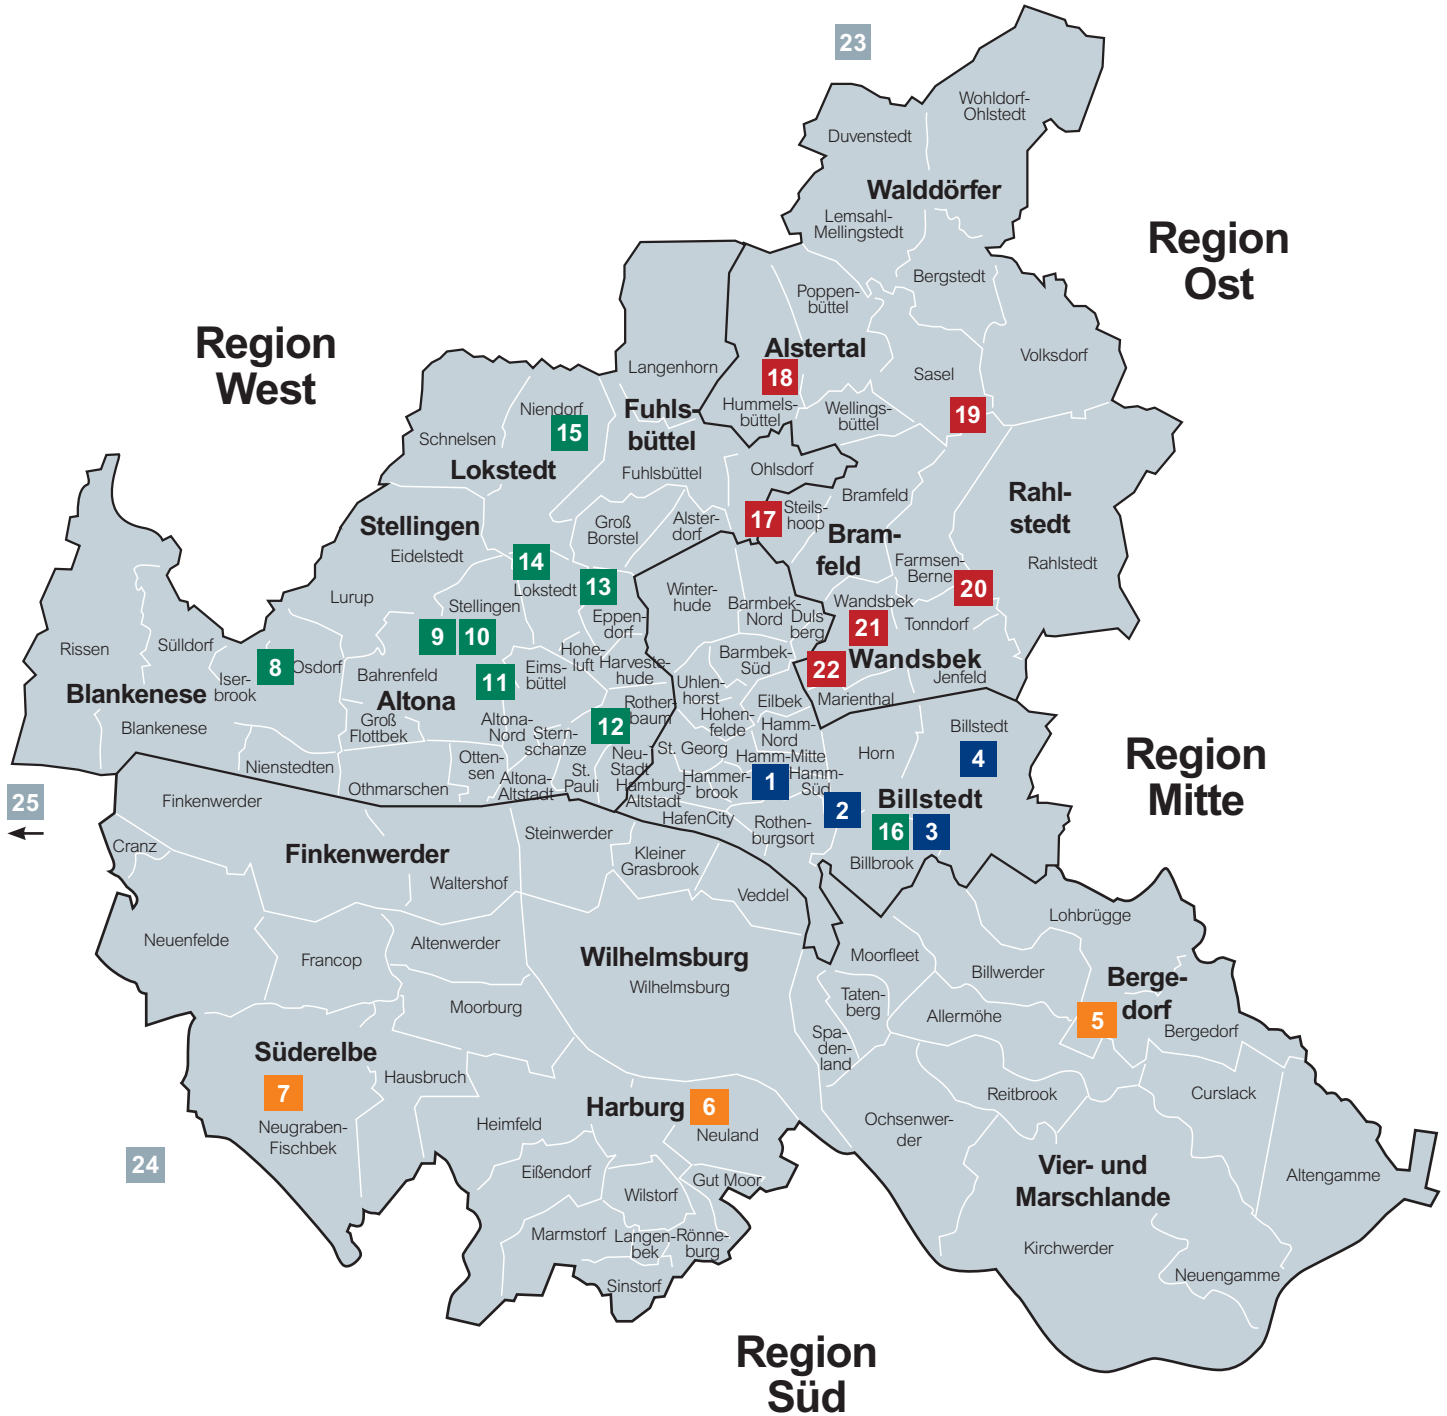 23
Wohldorf-
Ohlstedt
Duvenstedt
Walddörfer
Lemsahl-
Mellingstedt
Region
Ost
Bergstedt
Poppen-
büttel
Region
West
Alstertal
18
Volksdorf
Langenhorn
Sasel
Hummels-
büttel
Wellings-
büttel
19
Niendorf
15
Fuhls-
büttel
Schnelsen
Lokstedt
Fuhlsbüttel
Ohlsdorf
Bramfeld
Rahl-
stedt
Stellingen
Groß
Borstel
Alster-
dorf
17
Steils-
hoop
Bram-
feld
Eidelstedt
14
Lokstedt
13
Farmsen-
Berne
20
Rahlstedt
Lurup
Stellingen
Winter-
hude
Barmbek-
Nord
Duls
berg
Wandsbek
21
Tonndorf
9
10
Eppen-
dorf
Rissen
Sülldorf
Hohe-
luft
Harveste-
hude
Barmbek-
Süd
22
Wandsbek
Jenfeld
8
Iser-
brook
Osdorf
Bahrenfeld
11
Eims-
büttel
Blankenese
Altona
Uhlen-
horst
Eilbek
Marienthal
Blankenese
Groß
Flottbek
Altona-
Nord
Stern-
schanze
12
Rother-
baum
Hohen-
felde
Hamm-
Nord
Billstedt
4
Nienstedten
Otten-
sen
Neu-
Stadt
St. Georg
Hamm-Mitte
Horn
Region
Mitte
Othmarschen
Altona-
Altstadt
St.
Pauli
Hamburg-
Altstadt
Hammer-
brook
1
Hamm-
Süd
25
Finkenwerder
HafenCity
Rothen-
burgsort
2
Billstedt
16
3
Billbrook
Steinwerder
Cranz
Finkenwerder
Kleiner
Grasbrook
Waltershof
Veddel
Lohbrügge
Neuenfelde
Francop
Altenwerder
Wilhelmsburg
Wilhelmsburg
Moorfleet
Billwerder
Berge-
dorf
5
Moorburg
Taten-
berg
Allermöhe
Bergedorf
Spa-
den-
land
Süderelbe
Hausbruch
7
Neugraben-
Fischbek
Harburg
6
Neuland
Reitbrook
Curslack
Heimfeld
Ochsenwer-
der
24
Eißendorf
Wilstorf
Gut Moor
Vier- und
Marschlande
Altengamme
Marmstorf
Langen-
bek
Rönne-
burg
Kirchwerder
Neuengamme
Sinstorf
Region
Süd